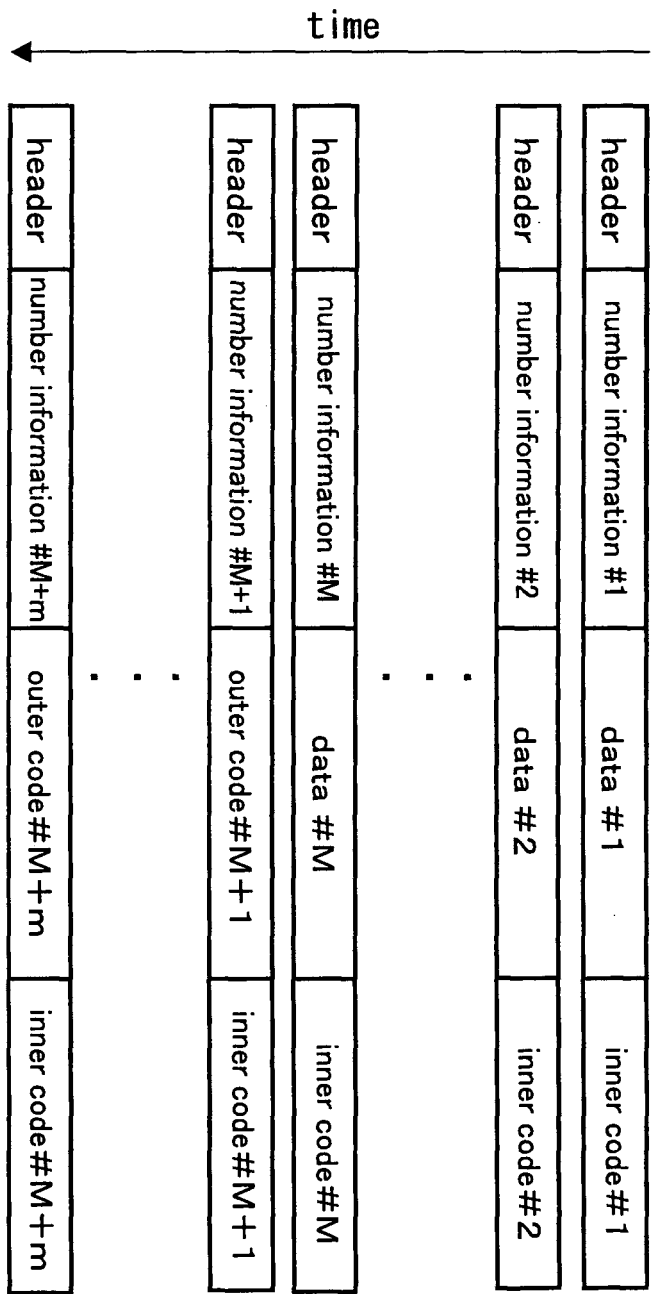 time
header number information #1 data #1 inner code#1
header number information #2 data #2 inner code#2
. . .
header number information #M data #M inner code#M
header number information #M+1 outer code#M+1 inner code#M+1
. . .
header number information #M+m outer code#M+m inner code#M+m